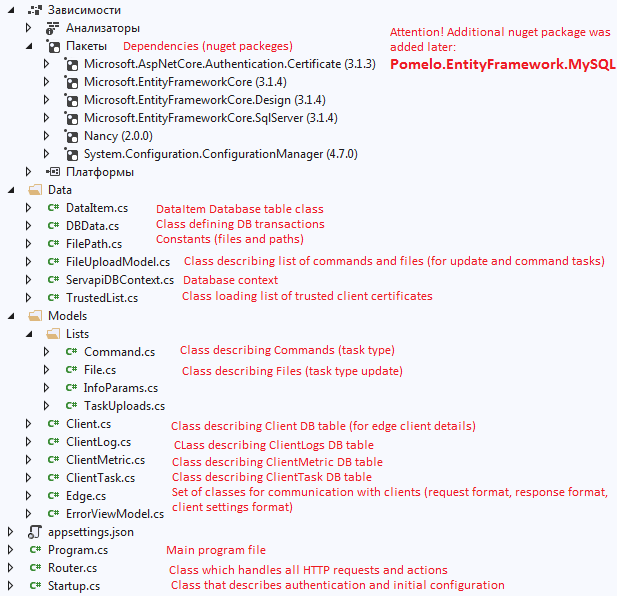 Зависимости
Анализаторы
Attention! Additional nuget package was
added later:
Pomelo.EntityFramework.MySQL
Пакеты Dependencies (nuget packeges)
Microsoft.AspNetCore.Authentication.Certificate (3.1.3)
Microsoft.EntityFrameworkCore (3.1.4)
Microsoft.EntityFrameworkCore.Design (3.1.4)
Microsoft.EntityFrameworkCore.SqlServer (3.1.4)
Nancy (2.0.0)
System.Configuration.ConfigurationManager (4.7.0)
Платформы
Data
C# DataItem.cs DataItem Database table class
C# DBData.cs Class defining DB transactions
C# FilePath.cs Constants (files and paths)
C# FileUploadModel.cs Class describing list of commands and files (for update and command tasks)
C# ServapiDBContext.cs Database context
C# TrustedList.cs Class loading list of trusted client certificates
Models
Lists
C# Command.cs Class describing Commands (task type)
C# File.cs Class describing Files (task type update)
C# InfoParams.cs
C# TaskUploads.cs
C# Client.cs Class describing Client DB table (for edge client details)
C# ClientLog.cs CLass describing ClientLogs DB table
C# ClientMetric.cs Class describing ClientMetric DB table
C# ClientTask.cs Class describing ClientTask DB table
C# Edge.cs Set of classes for communication with clients (request format, response format,
client settings format)
C# ErrorViewModel.cs
appsettings.json
C# Program.cs Main program file
C# Router.cs Class which handles all HTTP requests and actions
C# Startup.cs Class that describes authentication and initial configuration